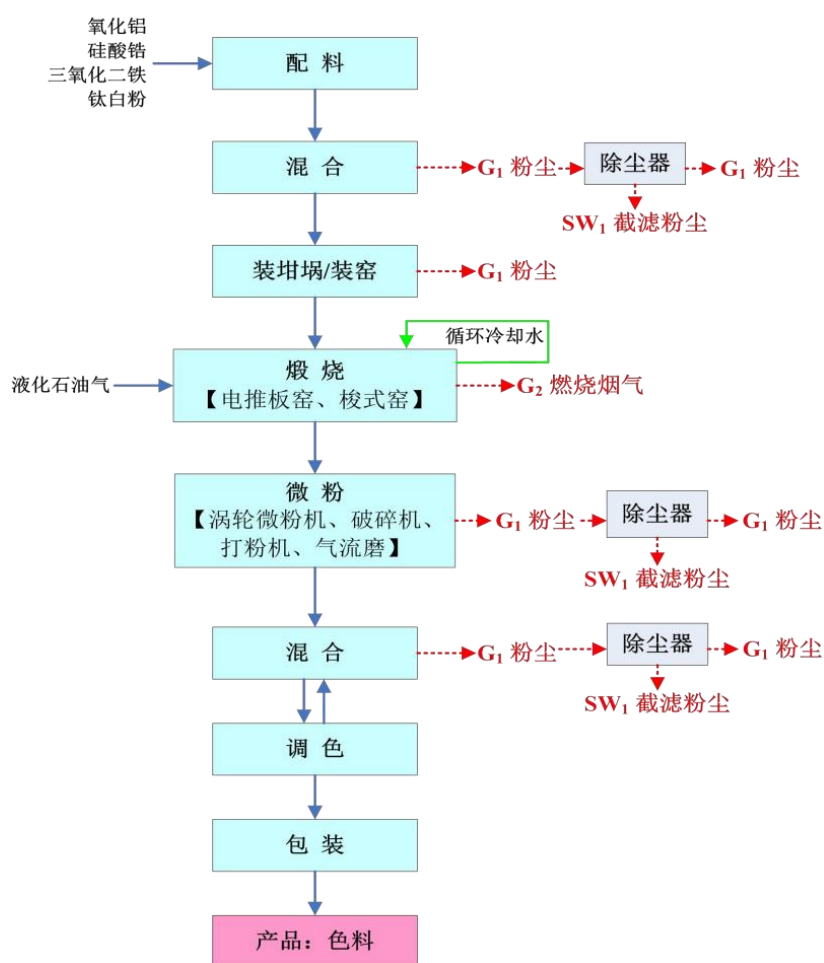 氧化铝
硅酸锆
三氧化二铁
钛白粉
配 料
混 合
G₁ 粉尘
除尘器
G₁ 粉尘
SW₁ 截滤粉尘
装坩埚/装窑
G₁ 粉尘
循环冷却水
液化石油气
煅 烧
【电推板窑、梭式窑】
G₂ 燃烧烟气
微 粉
【涡轮微粉机、破碎机、
打粉机、气流磨】
G₁ 粉尘
除尘器
G₁ 粉尘
SW₁ 截滤粉尘
混 合
G₁ 粉尘
除尘器
G₁ 粉尘
SW₁ 截滤粉尘
调 色
包 装
产品：色料